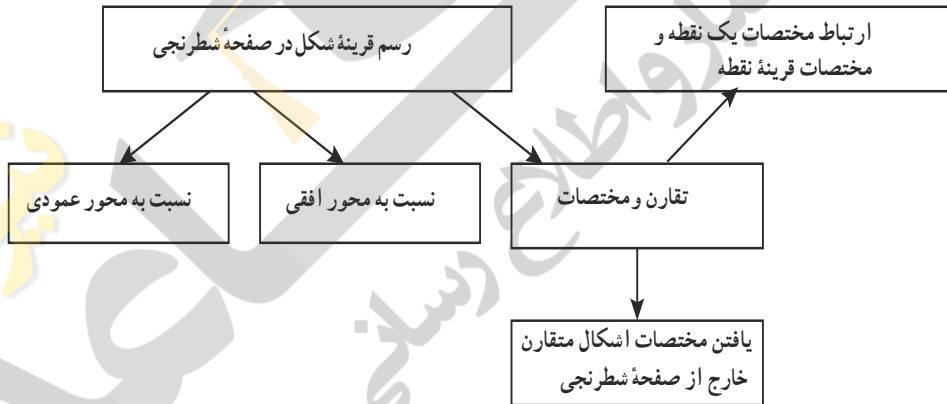 ارتباط مختصات یک نقطه و
مختصات قرینهٔ نقطه
رسم قرینهٔ شکل در صفحهٔ شطرنجی
تقارن و مختصات
نسبت به محور افقی
نسبت به محور عمودی
یافتن مختصات اشکال متقارن
خارج از صفحهٔ شطرنجی